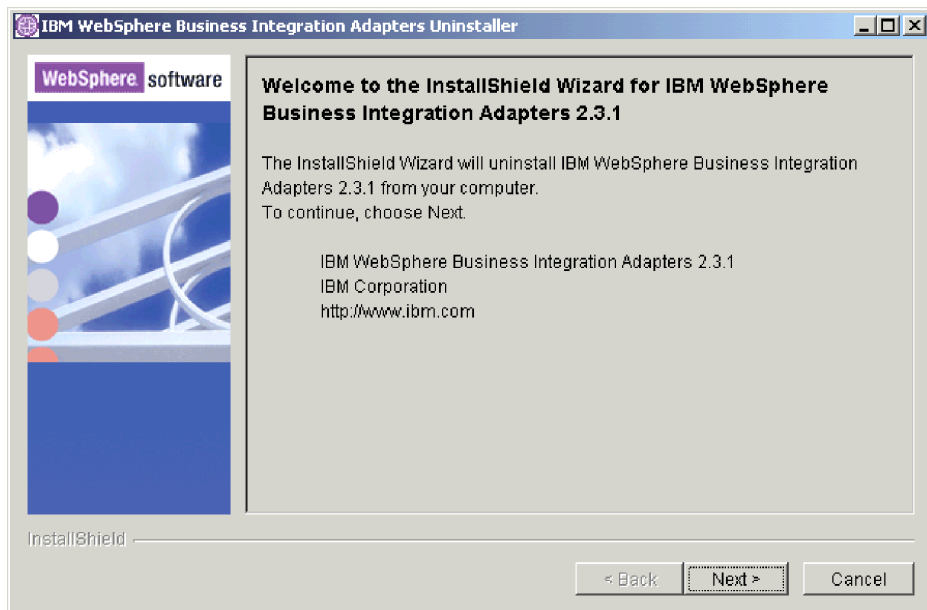 IBM WebSphere Business Integration Adapters Uninstaller
WebSphere software
Welcome to the InstallShield Wizard for IBM WebSphere
Business Integration Adapters 2.3.1
The InstallShield Wizard will uninstall IBM WebSphere Business Integration
Adapters 2.3.1 from your computer.
To continue, choose Next.
IBM WebSphere Business Integration Adapters 2.3.1
IBM Corporation
http://www.ibm.com
InstallShield
< Back Next > Cancel